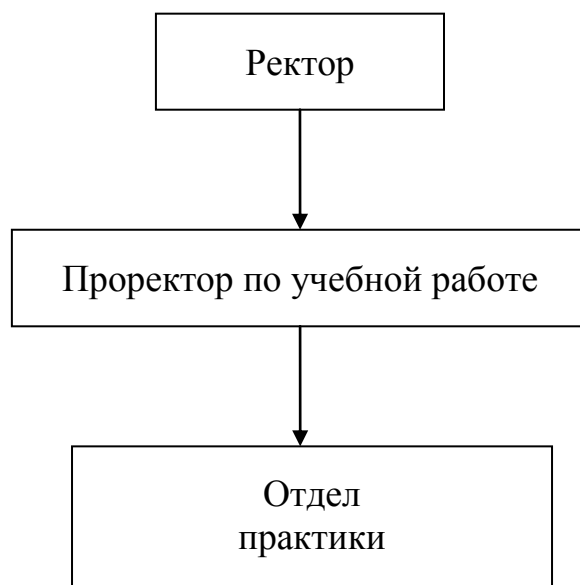 Ректор
Проректор по учебной работе
Отдел
практики